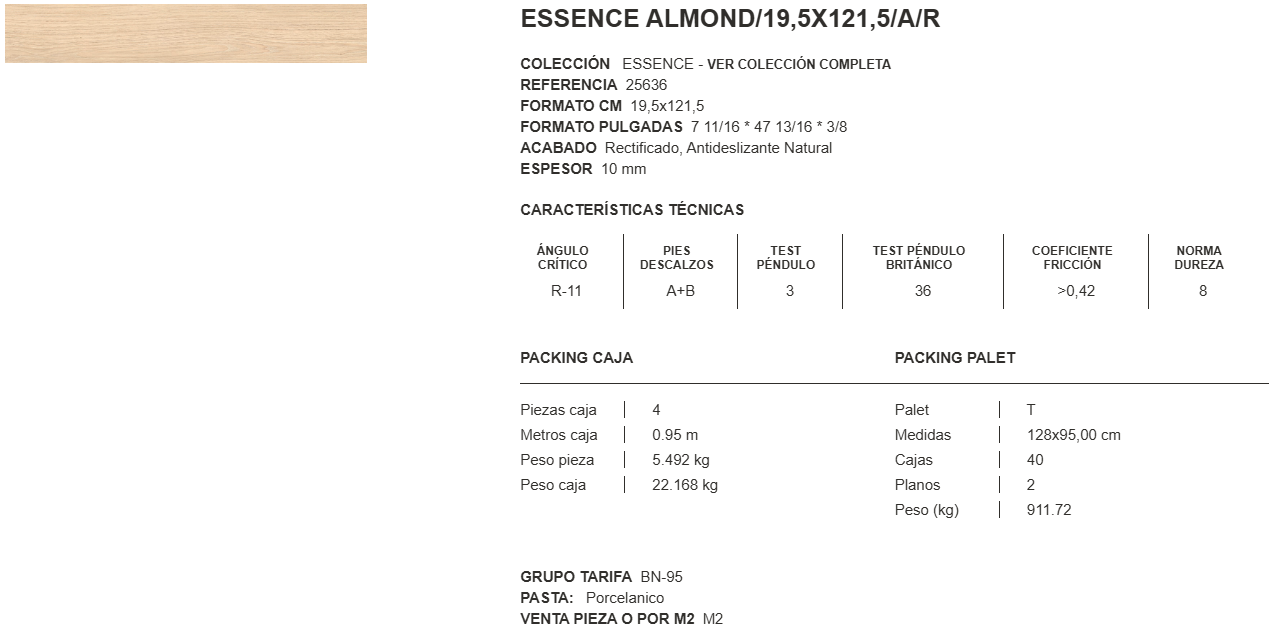 ESSENCE ALMOND/19,5X121,5/A/R
COLECCIÓN ESSENCE - VER COLECCIÓN COMPLETA
REFERENCIA 25636
FORMATO CM 19,5x121,5
FORMATO PULGADAS 7 11/16 * 47 13/16 * 3/8
ACABADO Rectificado, Antideslizante Natural
ESPESOR 10 mm
CARACTERÍSTICAS TÉCNICAS
ÁNGULO PIES TEST TEST PÉNDULO COEFICIENTE NORMA
CRÍTICO DESCALZOS PÉNDULO BRITÁNICO FRICCIÓN DUREZA
R-11 A+B 3 36 >0,42 8
PACKING CAJA PACKING PALET
Piezas caja 4 Palet T
Metros caja 0.95 m Medidas 128x95,00 cm
Peso pieza 5.492 kg Cajas 40
Peso caja 22.168 kg Planos 2
Peso (kg) 911.72
GRUPO TARIFA BN-95
PASTA: Porcelanico
VENTA PIEZA O POR M2 M2